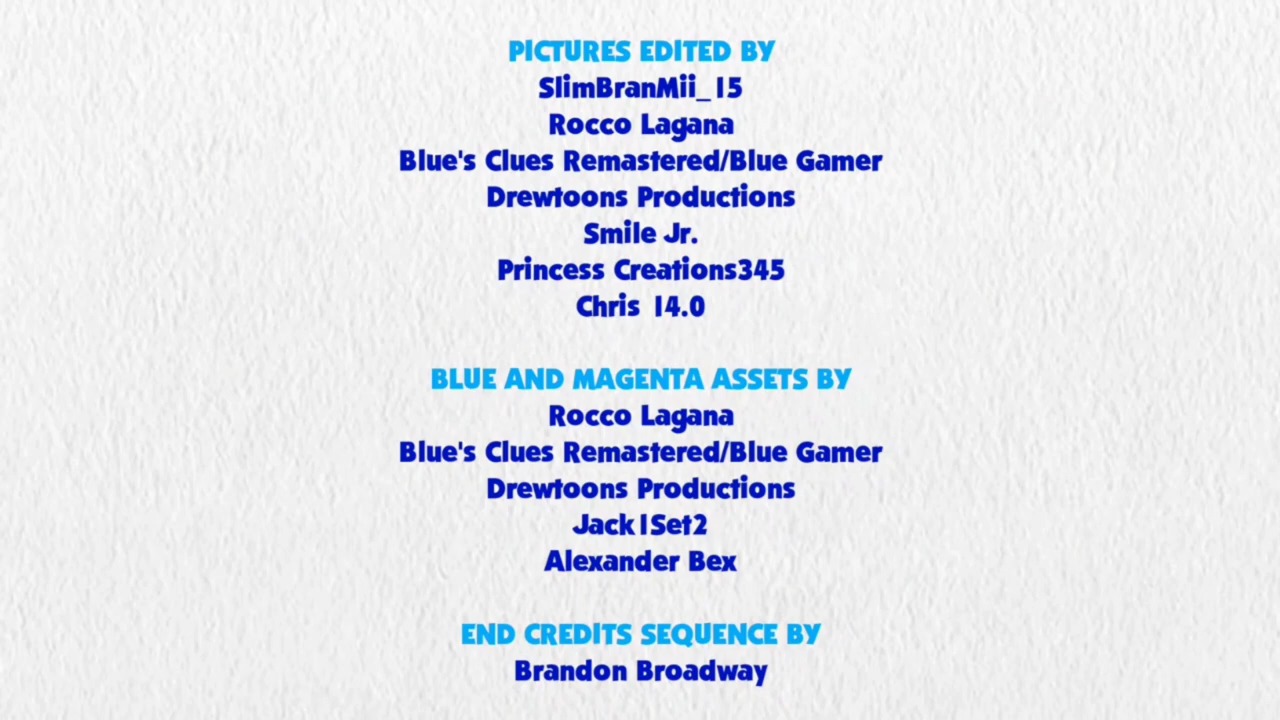 PICTURES EDITED BY
SlimBranMii_15
Rocco Lagana
Blue's Clues Remastered/Blue Gamer
Drewtoons Productions
Smile Jr.
Princess Creations345
Chris 14.0
BLUE AND MAGENTA ASSETS BY
Rocco Lagana
Blue's Clues Remastered/Blue Gamer
Drewtoons Productions
Jack1Set2
Alexander Bex
END CREDITS SEQUENCE BY
Brandon Broadway